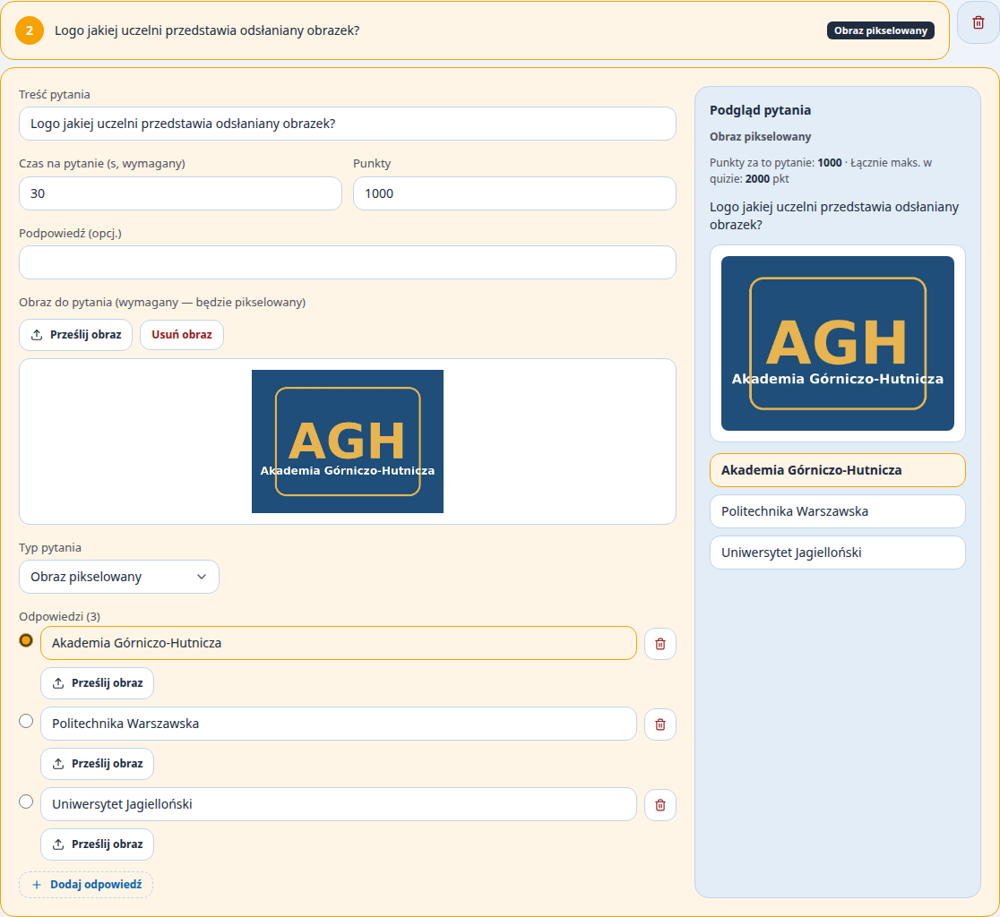 2 Logo jakiej uczelni przedstawia odsłaniany obrazek? Obraz pikselowany
Treść pytania
Logo jakiej uczelni przedstawia odsłaniany obrazek?
Czas na pytanie (s, wymagany) Punkty
30 1000
Podpowiedź (opcj.)
Obraz do pytania (wymagany — będzie pikselowany)
Prześlij obraz Usuń obraz
AGH
Akademia Górniczo-Hutnicza
Typ pytania
Obraz pikselowany
Odpowiedzi (3)
Akademia Górniczo-Hutnicza
Prześlij obraz
Politechnika Warszawska
Prześlij obraz
Uniwersytet Jagielloński
Prześlij obraz
+ Dodaj odpowiedź
Podgląd pytania
Obraz pikselowany
Punkty za to pytanie: 1000 · Łącznie maks. w
quizie: 2000 pkt
Logo jakiej uczelni przedstawia odsłaniany
obrazek?
AGH
Akademia Górniczo-Hutnicza
Akademia Górniczo-Hutnicza
Politechnika Warszawska
Uniwersytet Jagielloński